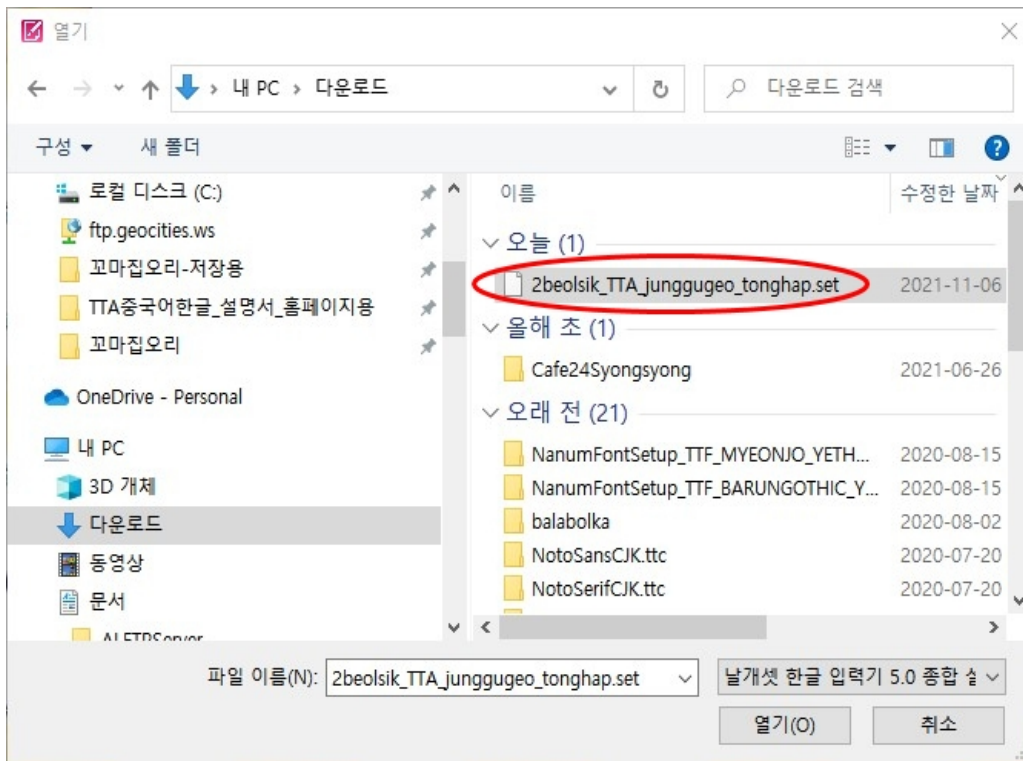 열기
내 PC › 다운로드
다운로드 검색
구성
새 폴더
로컬 디스크 (C:)
ftp.geocities.ws
꼬마집오리-저장용
TTA중국어한글_설명서_홈페이지용
꼬마집오리
OneDrive - Personal
내 PC
3D 개체
다운로드
동영상
문서
ALFTPServer
이름
수정한 날짜
오늘 (1)
2beolsik_TTA_junggugeo_tonghap.set
2021-11-06
올해 초 (1)
Cafe24Syongsyong
2021-06-26
오래 전 (21)
NanumFontSetup_TTF_MYEONJO_YETH...
2020-08-15
NanumFontSetup_TTF_BARUNGOTHIC_Y...
2020-08-15
balabolka
2020-08-02
NotoSansCJK.ttc
2020-07-20
NotoSerifCJK.ttc
2020-07-20
파일 이름(N):
2beolsik_TTA_junggugeo_tonghap.set
날개셋 한글 입력기 5.0 종합
열기(O)
취소